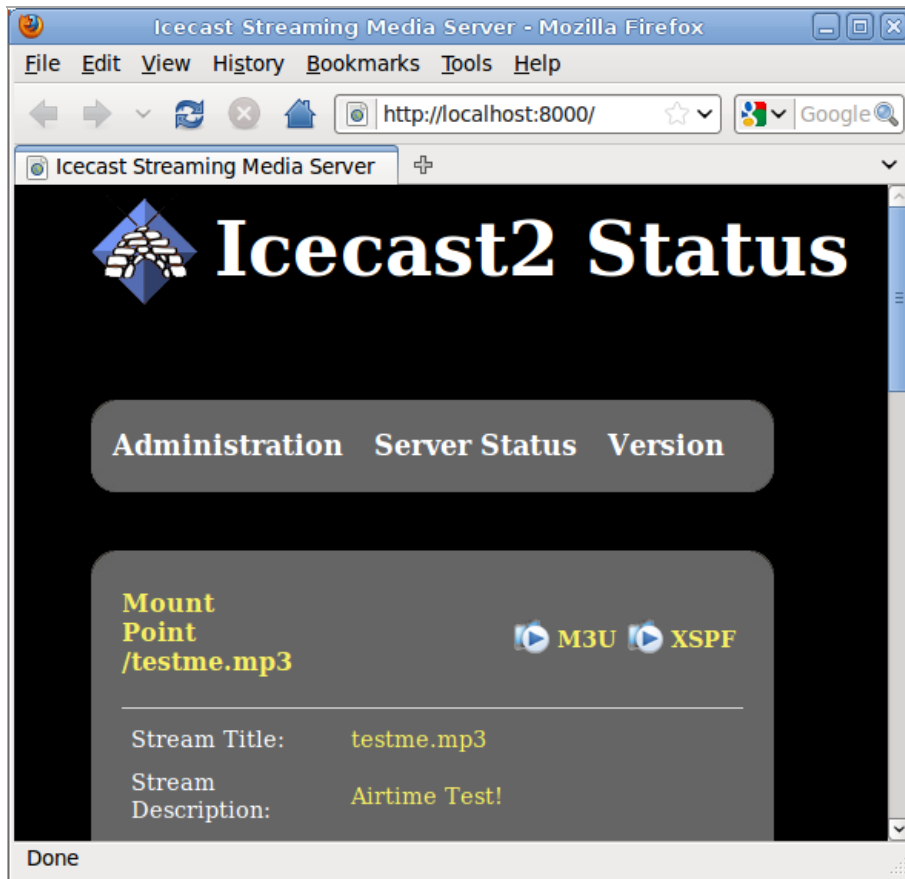 Icecast Streaming Media Server - Mozilla Firefox
File Edit View History Bookmarks Tools Help
http://localhost:8000/ Google
Icecast Streaming Media Server
Icecast2 Status
Administration Server Status Version
Mount
Point
/testme.mp3
M3U XSPF
Stream Title: testme.mp3
Stream
Description:
Airtime Test!
Done